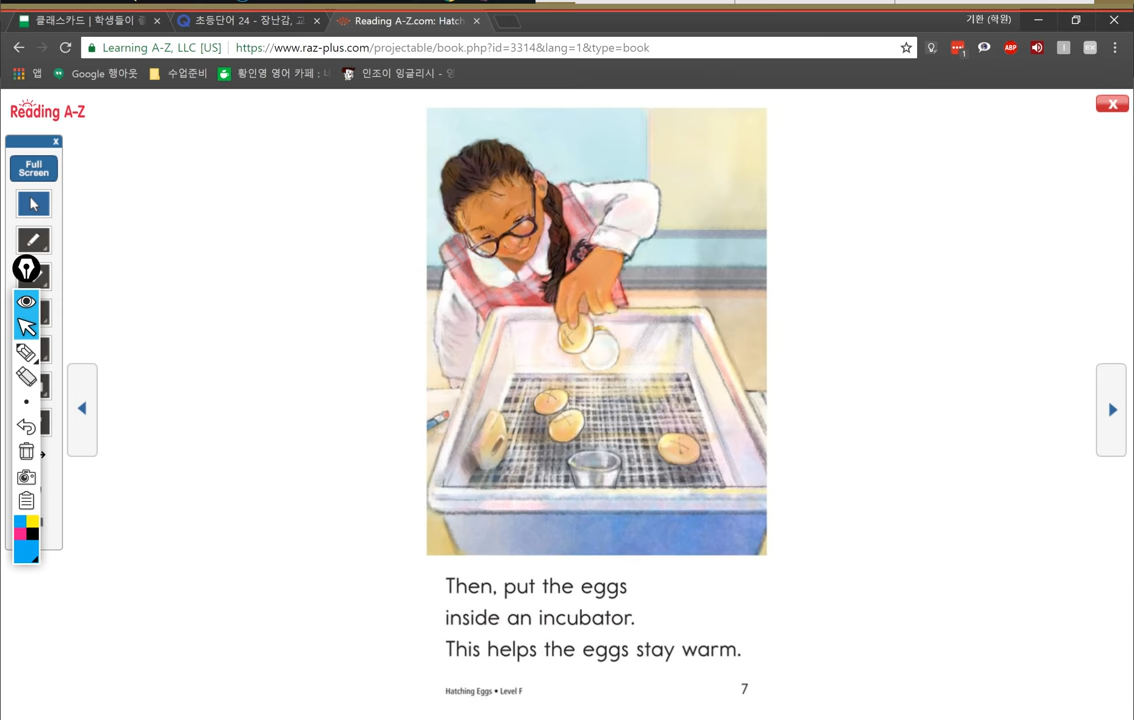 클래스카드 | 학생들이
초등단어 24 - 장난감, 교
Reading A-Z.com: Hatch
기환 (학원)
Learning A-Z, LLC [US]
https://www.raz-plus.com/projectable/book.php?id=3314&lang=1&type=book
ABP
앱
Google 행아웃
수업준비
황인영 영어 카페 : 네
인조이 잉글리시 - 영
Reading A-Z
X
x
Full
Screen
Then, put the eggs
inside an incubator.
This helps the eggs stay warm.
Hatching Eggs • Level F
7